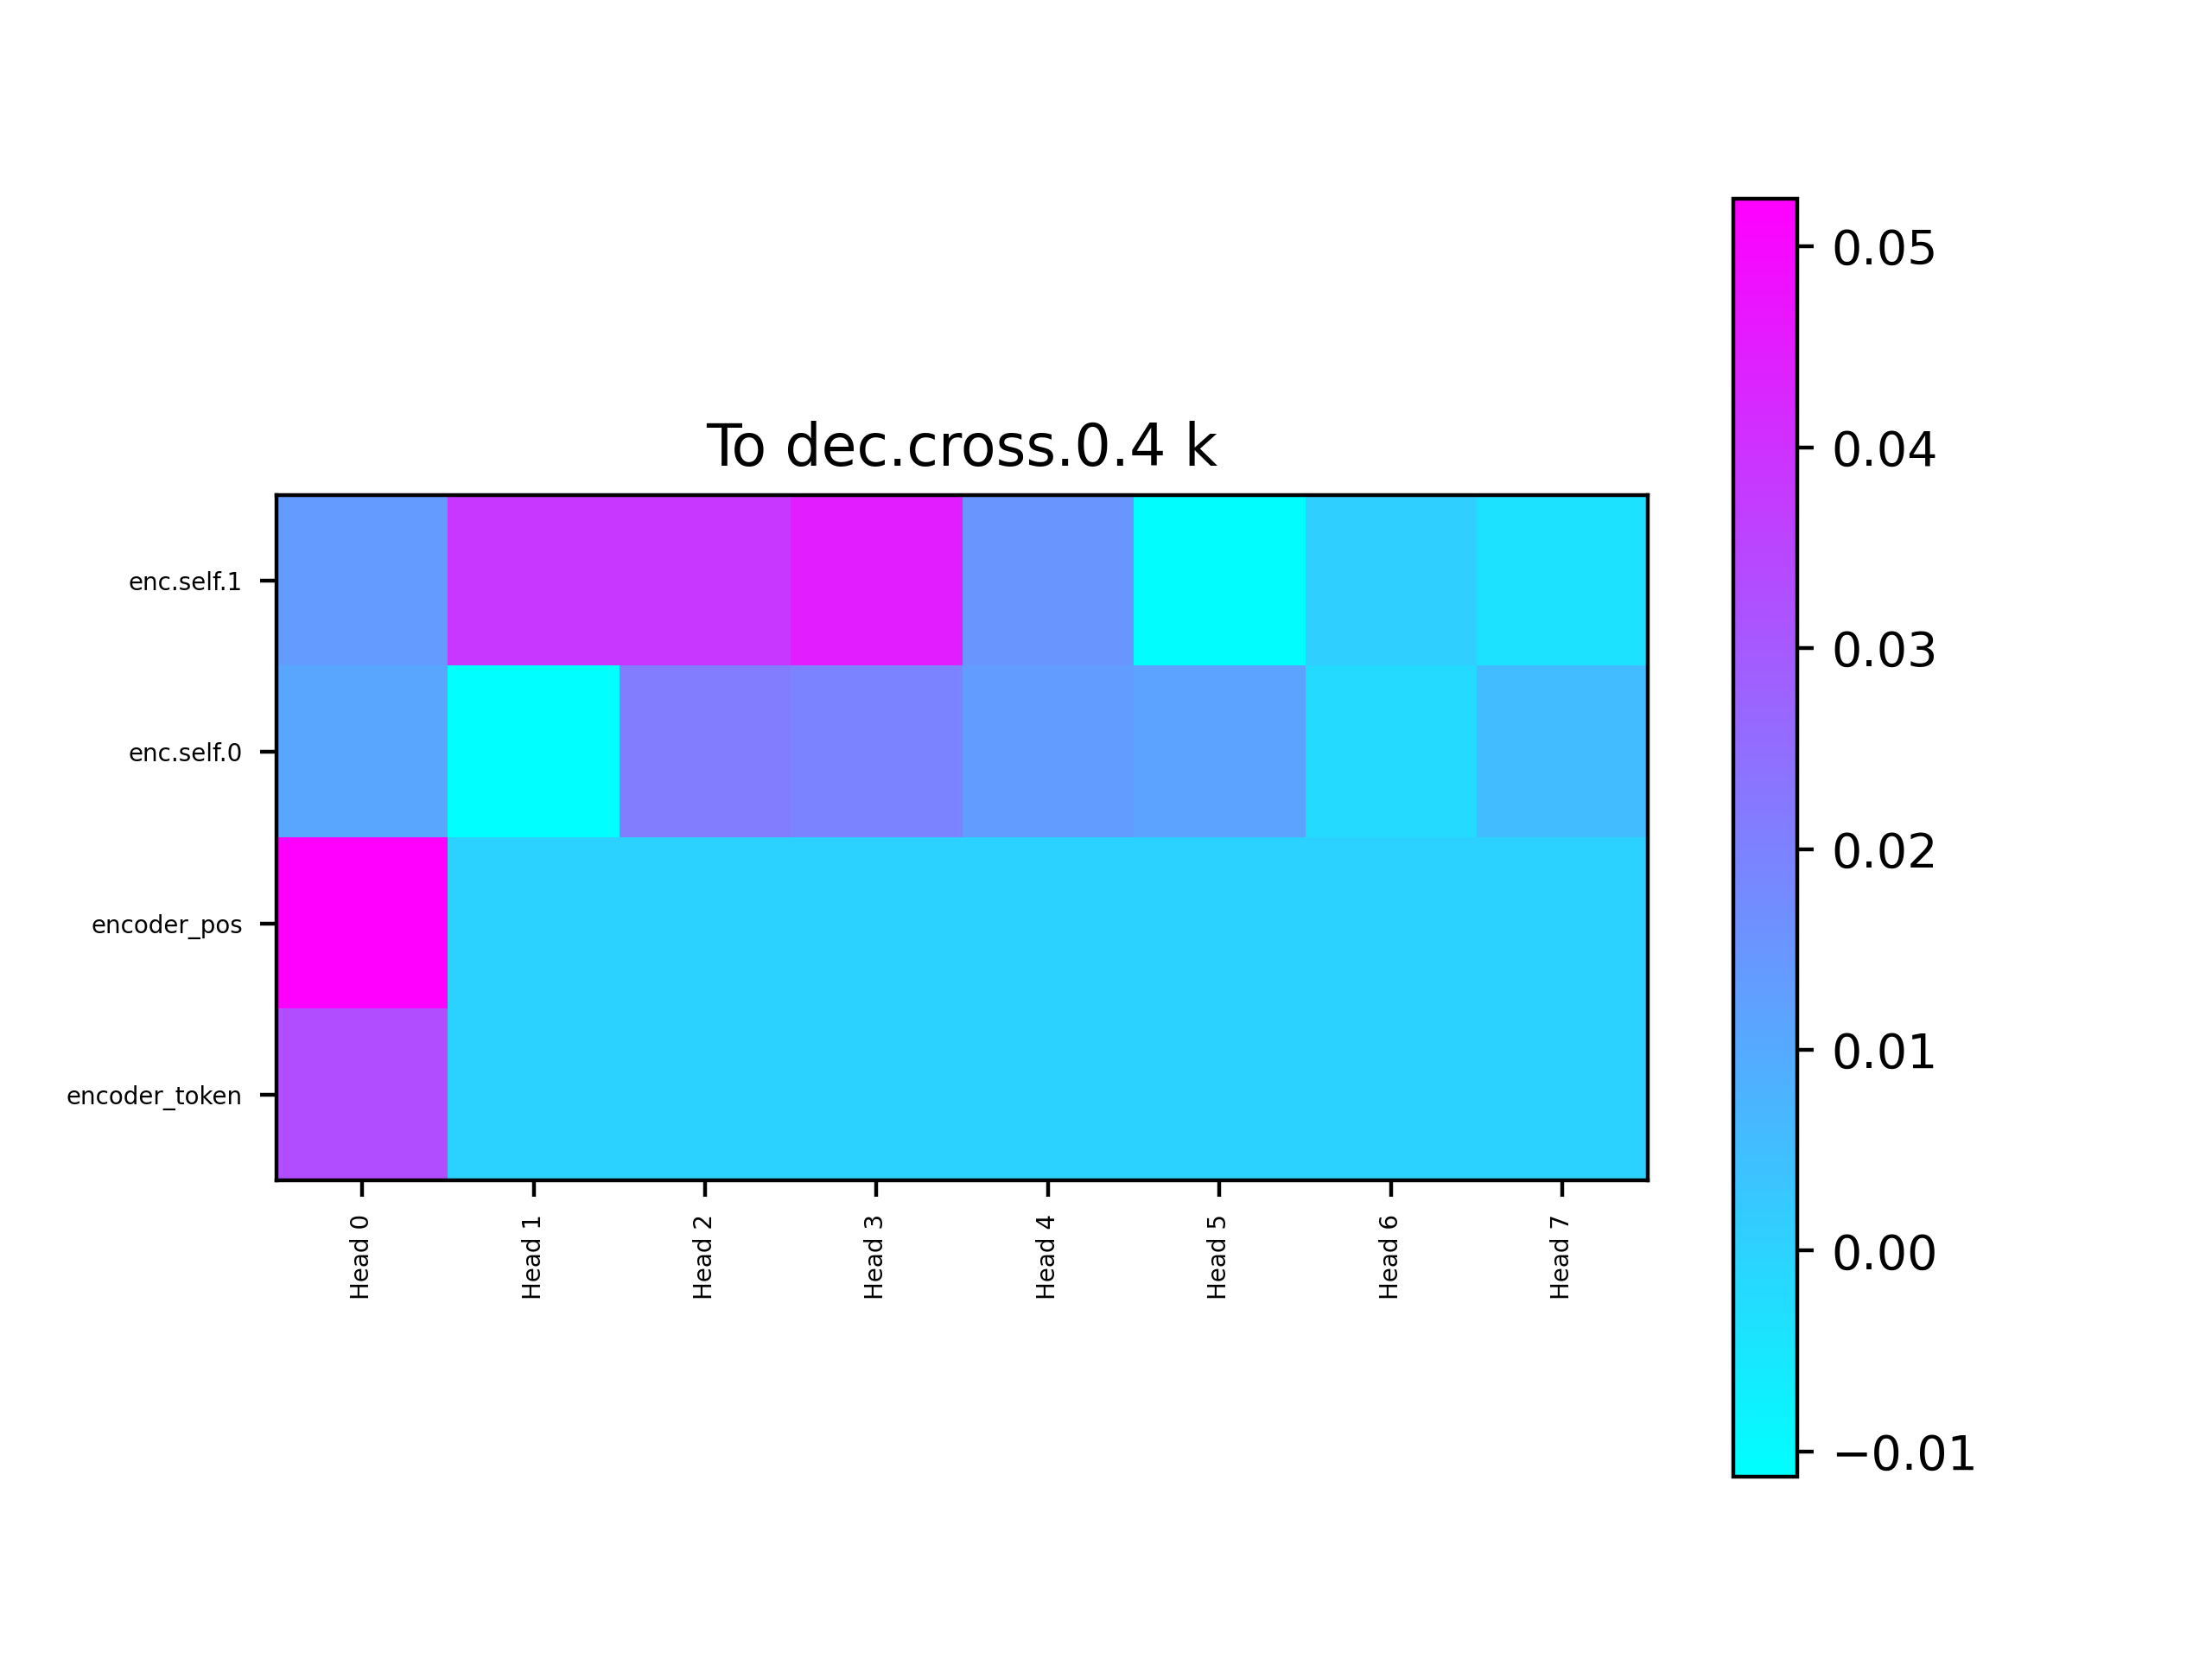 To dec.cross.0.4 k
enc.self.1
enc.self.0
encoder_pos
encoder_token
Head 0
Head 1
Head 2
Head 3
Head 4
Head 5
Head 6
Head 7
0.05
0.04
0.03
0.02
0.01
0.00
−0.01